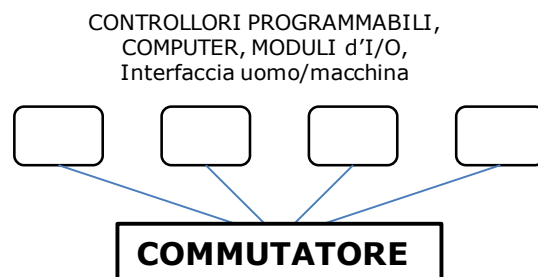 CONTROLLORI PROGRAMMABILI,
COMPUTER, MODULI d'I/O,
Interfaccia uomo/macchina
COMMUTATORE